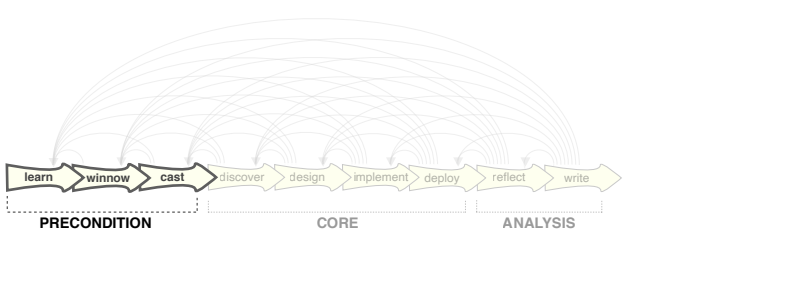 learn winnow cast discover design implement deploy reflect write
PRECONDITION CORE ANALYSIS